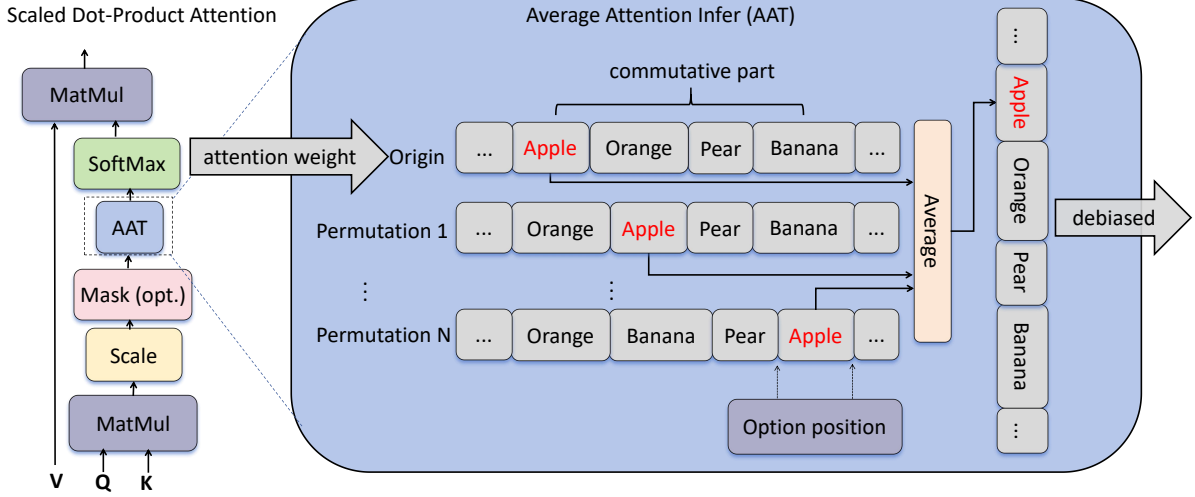 Scaled Dot-Product Attention
MatMul
SoftMax
AAT
Mask (opt.)
Scale
MatMul
V Q K
attention weight
Average Attention Infer (AAT)
commutative part
Origin ... Apple Orange Pear Banana ...
Permutation 1 ... Orange Apple Pear Banana ...
⋮ ⋮
Permutation N ... Orange Banana Pear Apple ...
Option position
Average
... Apple Orange Pear Banana ...
debiased